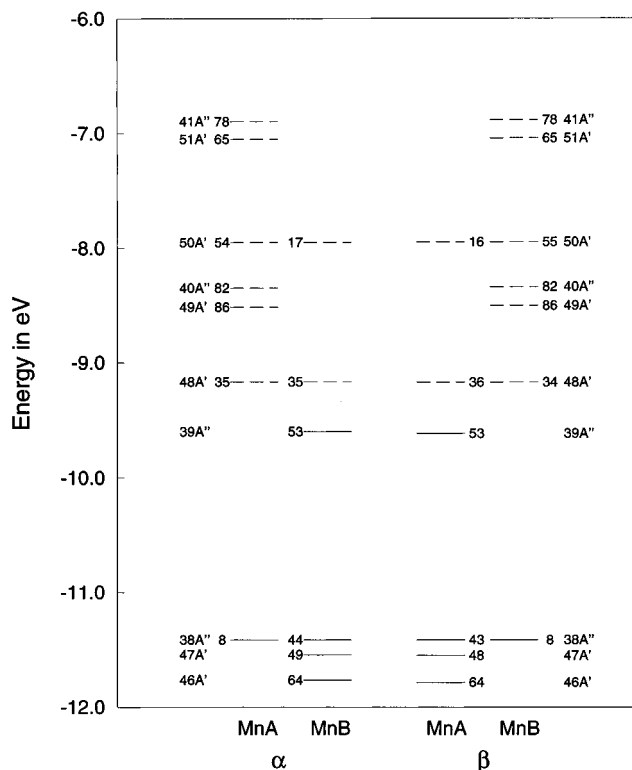 -6.0
41A" 78 78 41A"
-7.0
51A' 65 65 51A'
50A' 54 17 16 55 50A'
-8.0
40A" 82 82 40A"
49A' 86 86 49A'
-9.0
48A' 35 35 36 34 48A'
39A" 53 53 39A"
-10.0
-11.0
38A" 8 44 43 8 38A"
47A' 49 48 47A'
46A' 64 64 46A'
-12.0
Energy in eV
MnA MnB MnA MnB
α β